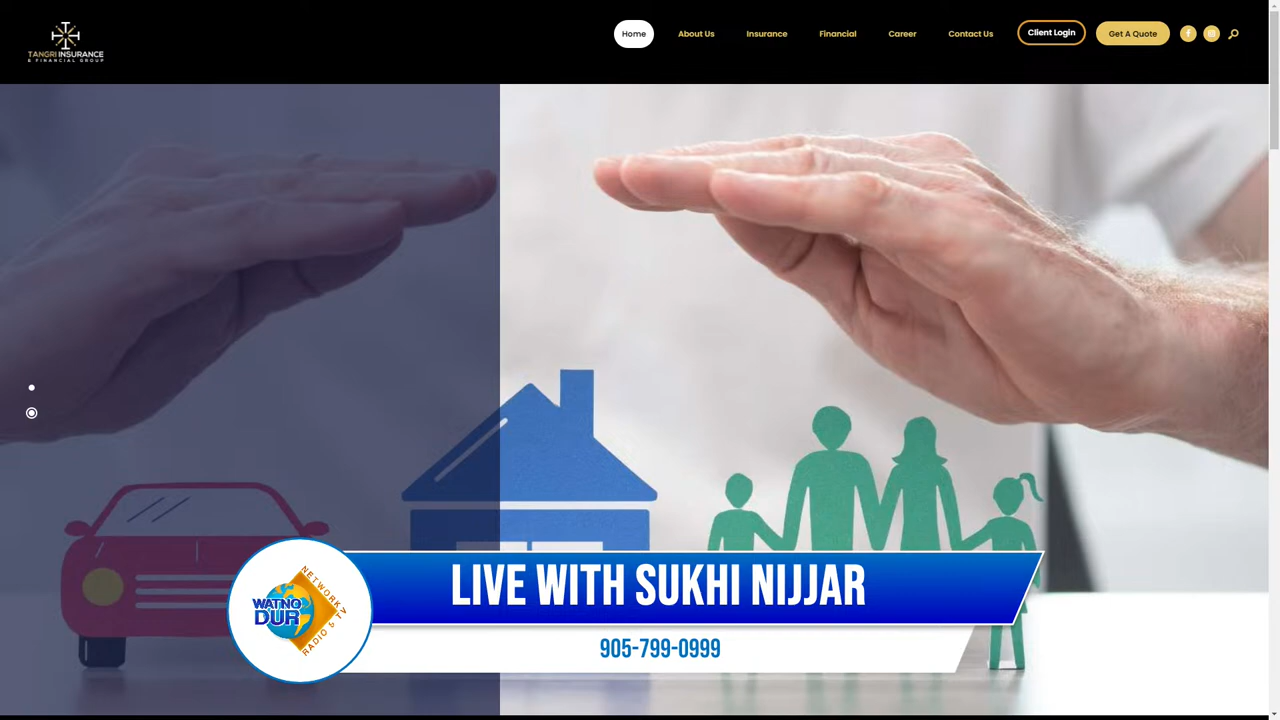 TANGRI INSURANCE
& FINANCIAL GROUP
Home
About Us
Insurance
Financial
Career
Contact Us
Client Login
Get A Quote
LIVE WITH SUKHI NIJJAR
905-799-0999
WATNO
DUR
NETWORK
RADIO & TV